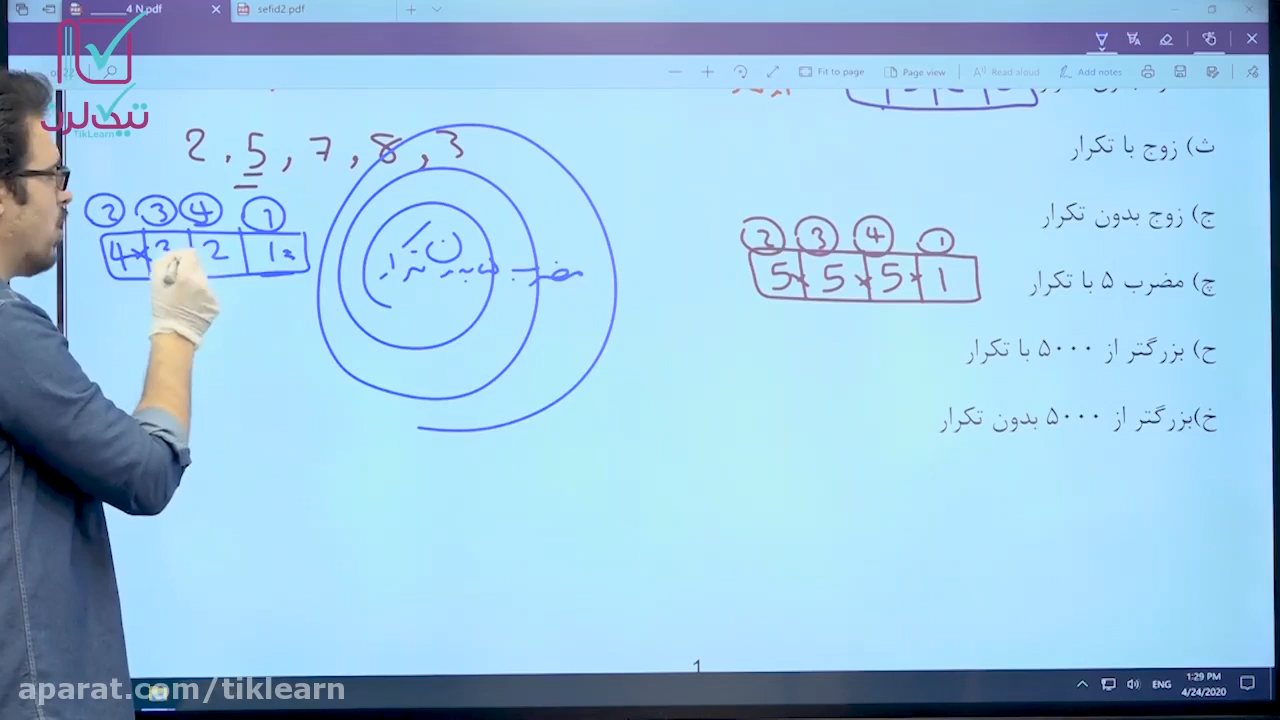 4 N.pdf
sefid2.pdf
Fit to page
Page view
Read aloud
Add notes
تیک‌لرن
TikLearn
2 . 5 , 7 , 8 , 3
2 3 4 1
4 × 3 2 1 =
مضرب ۵ بدون تکرار
ث) زوج با تکرار
ج) زوج بدون تکرار
2 3 4 1
5 × 5 × 5 × 1
چ) مضرب ۵ با تکرار
ح) بزرگتر از ۵۰۰۰ با تکرار
خ)بزرگتر از ۵۰۰۰ بدون تکرار
1
aparat.com/tiklearn
ENG
1:29 PM
4/24/2020